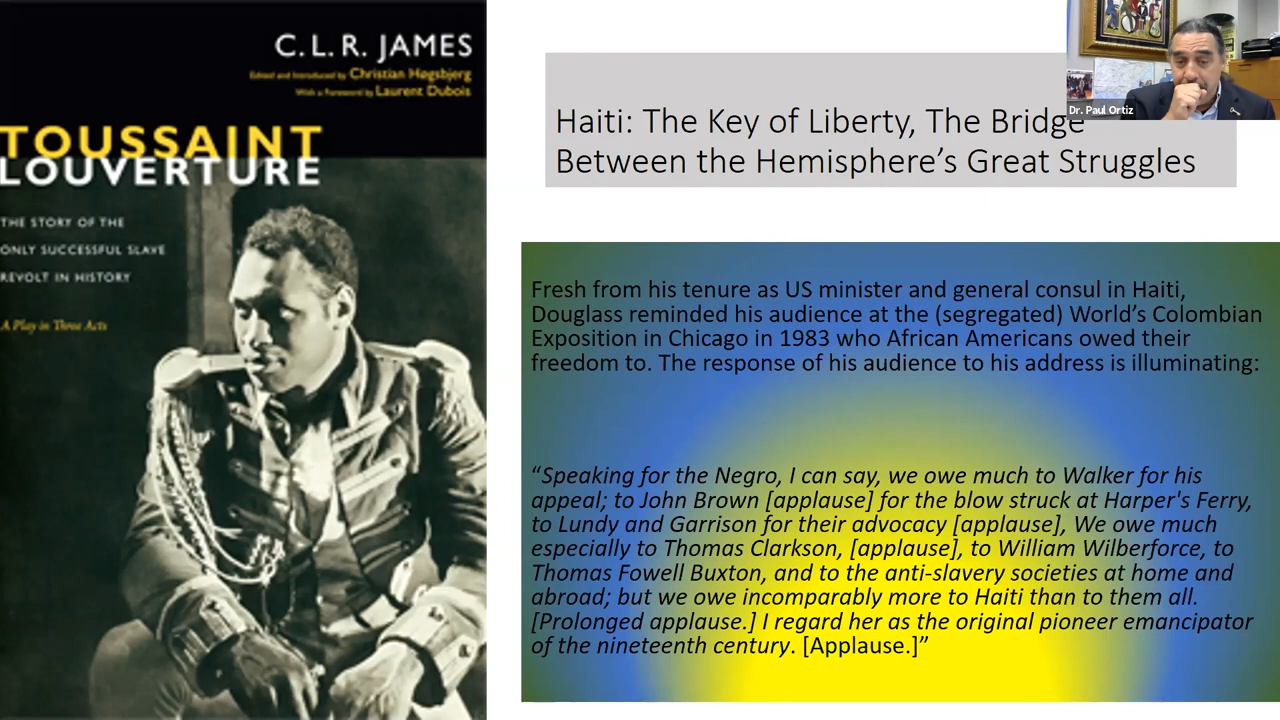 C.L.R. JAMES
Edited and Introduced by Christian Høgsbjerg
With a Foreword by Laurent Dubois
TOUSSAINT
LOUVERTURE
THE STORY OF THE
ONLY SUCCESSFUL SLAVE
REVOLT IN HISTORY
A Play in Three Acts
Dr. Paul Ortiz
Haiti: The Key of Liberty, The Bridge
Between the Hemisphere’s Great Struggles
Fresh from his tenure as US minister and general consul in Haiti,
Douglass reminded his audience at the (segregated) World’s Colombian
Exposition in Chicago in 1983 who African Americans owed their
freedom to. The response of his audience to his address is illuminating:
“Speaking for the Negro, I can say, we owe much to Walker for his
appeal; to John Brown [applause] for the blow struck at Harper's Ferry,
to Lundy and Garrison for their advocacy [applause], We owe much
especially to Thomas Clarkson, [applause], to William Wilberforce, to
Thomas Fowell Buxton, and to the anti-slavery societies at home and
abroad; but we owe incomparably more to Haiti than to them all.
[Prolonged applause.] I regard her as the original pioneer emancipator
of the nineteenth century. [Applause.]”